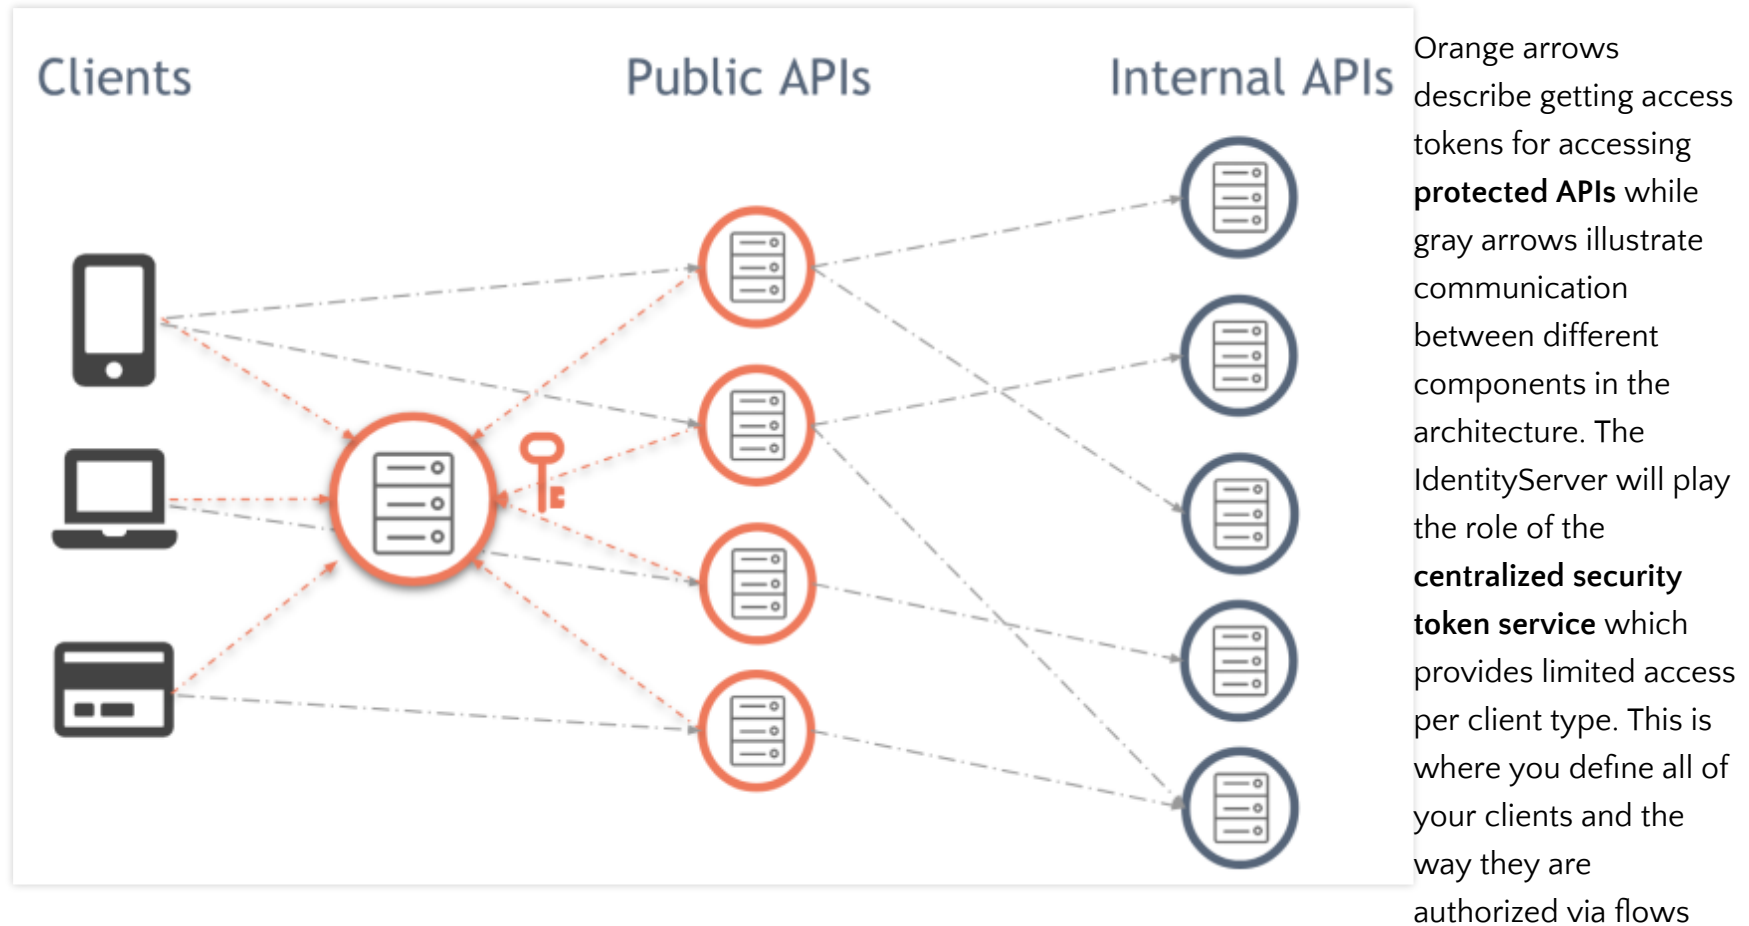 Clients
Public APIs
Internal APIs
Orange arrows
describe getting access
tokens for accessing
protected APIs while
gray arrows illustrate
communication
between different
components in the
architecture. The
IdentityServer will play
the role of the
centralized security
token service which
provides limited access
per client type. This is
where you define all of
your clients and the
way they are
authorized via flows